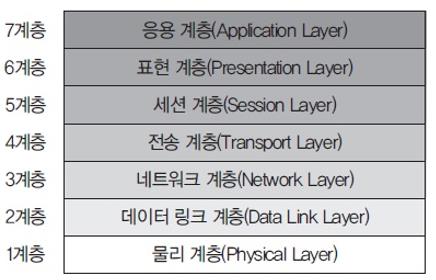 7계층 응용 계층(Application Layer)
6계층 표현 계층(Presentation Layer)
5계층 세션 계층(Session Layer)
4계층 전송 계층(Transport Layer)
3계층 네트워크 계층(Network Layer)
2계층 데이터 링크 계층(Data Link Layer)
1계층 물리 계층(Physical Layer)